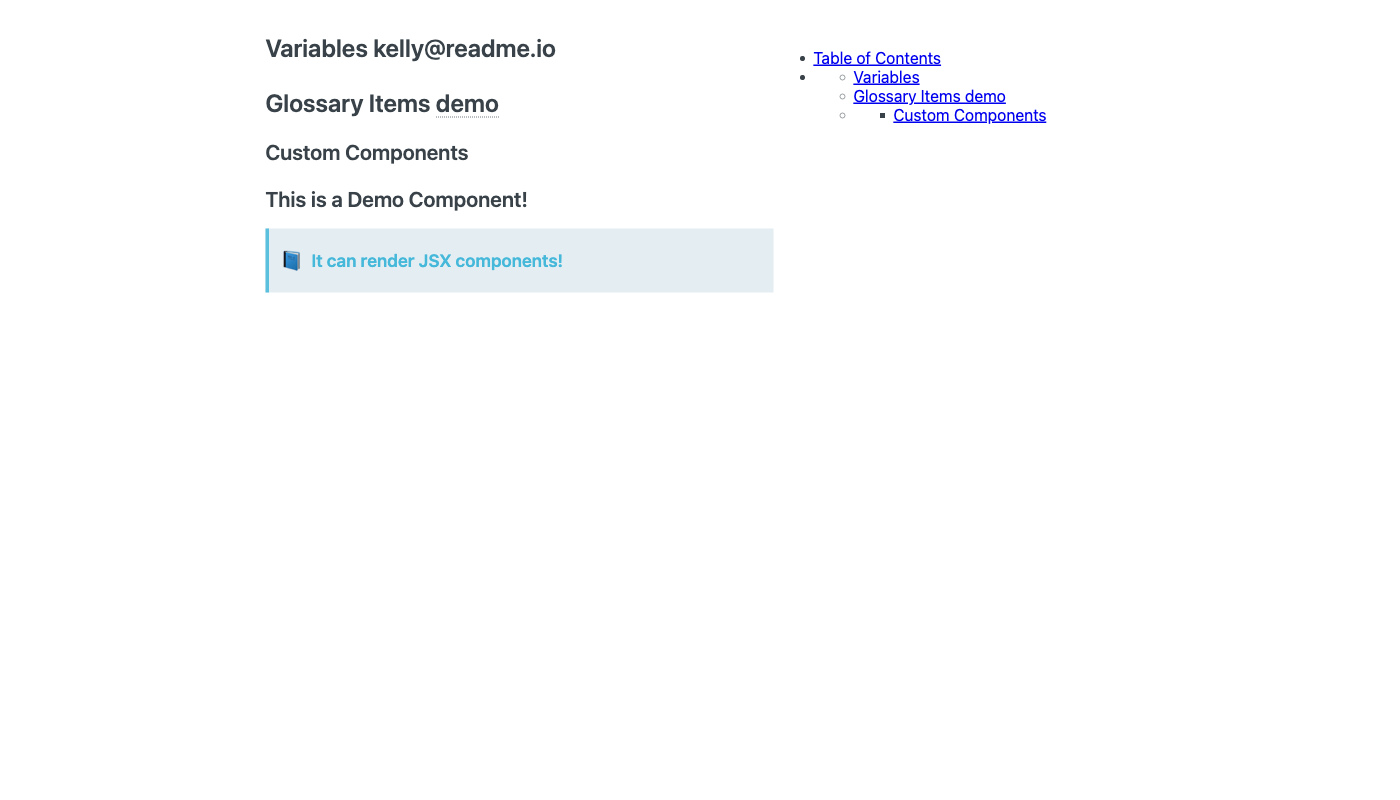 Variables kelly@readme.io
Glossary Items demo
Custom Components
This is a Demo Component!
It can render JSX components!
Table of Contents
Variables
Glossary Items demo
Custom Components